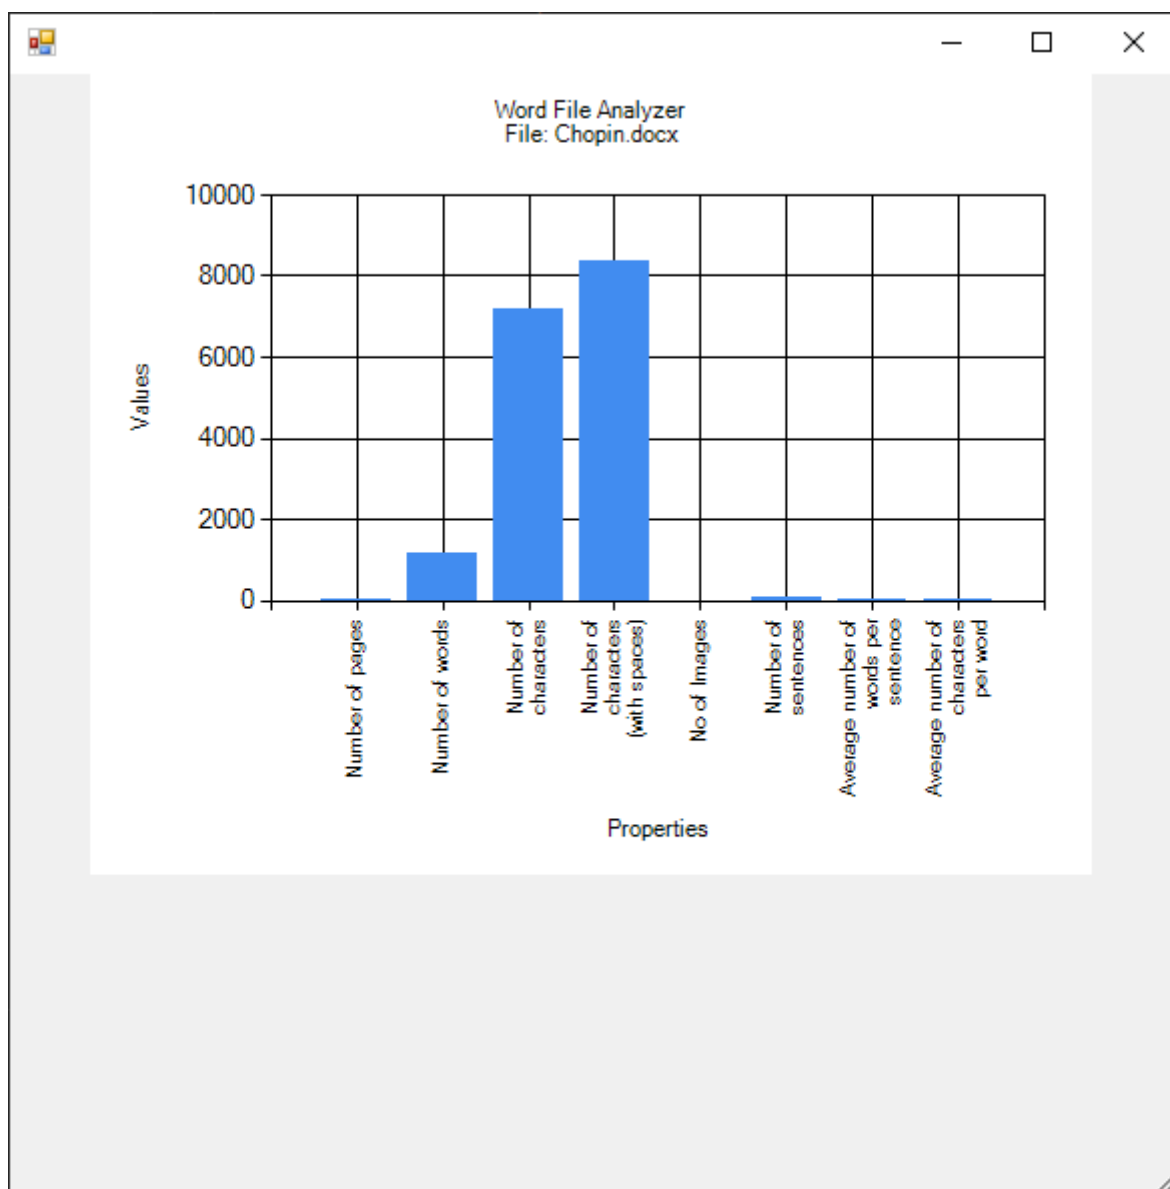 Word File Analyzer
File: Chopin.docx
10000
8000
6000
4000
2000
0
Values
Number of pages
Number of words
Number of
characters
Number of
characters
(with spaces)
No of Images
Number of
sentences
Average number of
words per
sentence
Average number of
characters
per word
Properties